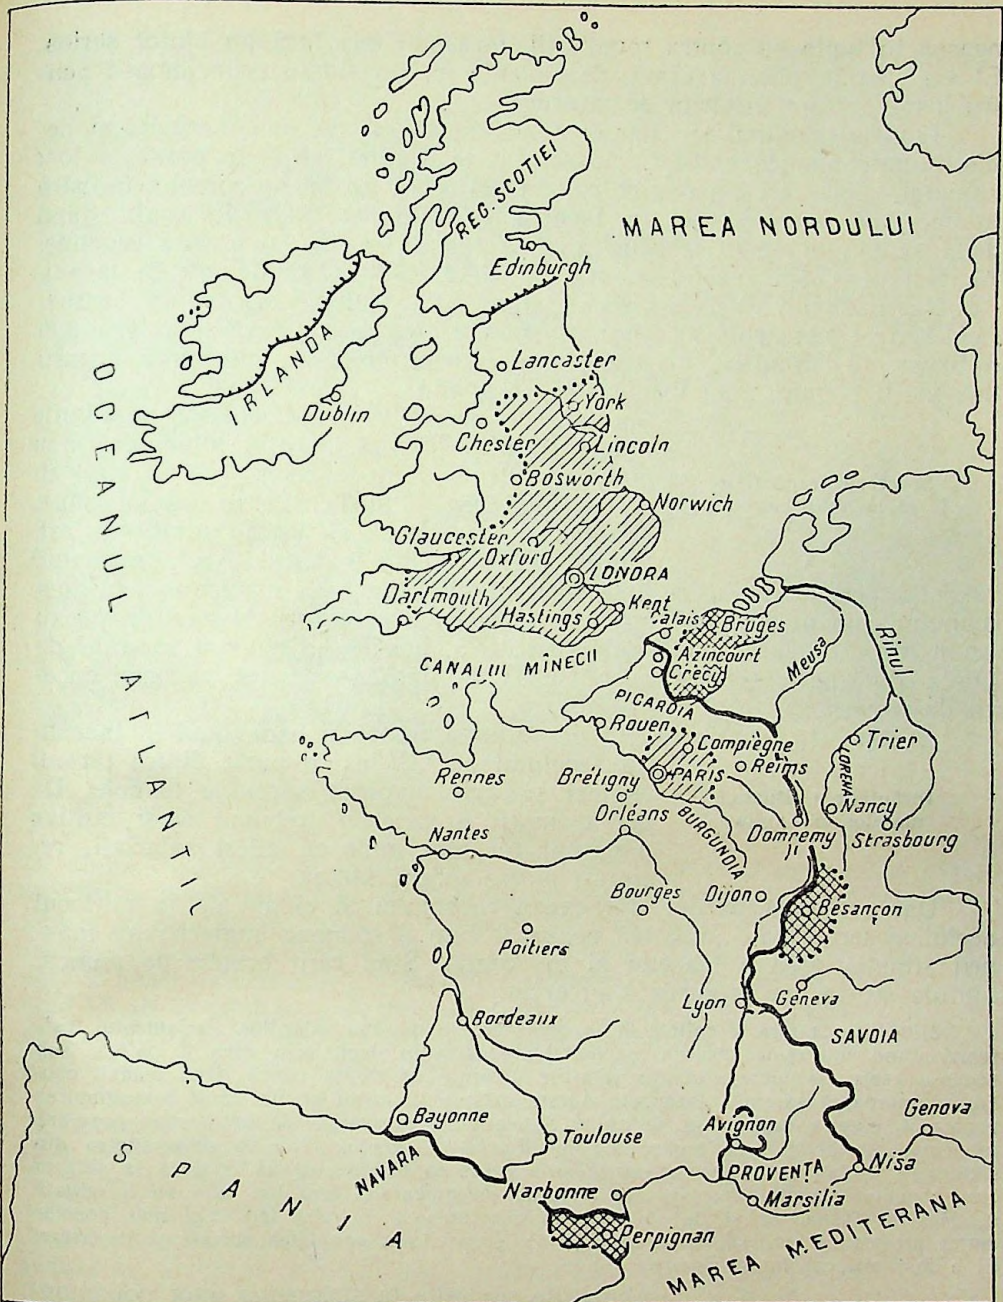 REG. SCOTIEI
MAREA NORDULUI
Edinburgh
IRLANDA
Dublin
Lancaster
York
Chester
Lincoln
Bosworth
Norwich
Glaucester
Oxfurd
LONDRA
Dartmouth
Hastings
Kent
Calais
Bruges
OCEANUL ATLANTIC
CANALUL MÎNECII
Azincourt
Crécy
Meusa
Rinul
PICARDIA
Rouen
Compiègne
Trier
Reims
LORENA
Rennes
Brétigny
PARIS
Nancy
Orléans
BURGUNDIA
Domremy
Strasbourg
Nantes
Bourges
Dijon
Besançon
Poitiers
Lyon
Géneva
Bordeaux
SAVOIA
Bayonne
Toulouse
Avignon
Genova
NAVARA
PROVENȚA
Nisa
Narbonne
Marsilia
SPANIA
Perpignan
MAREA MEDITERANA